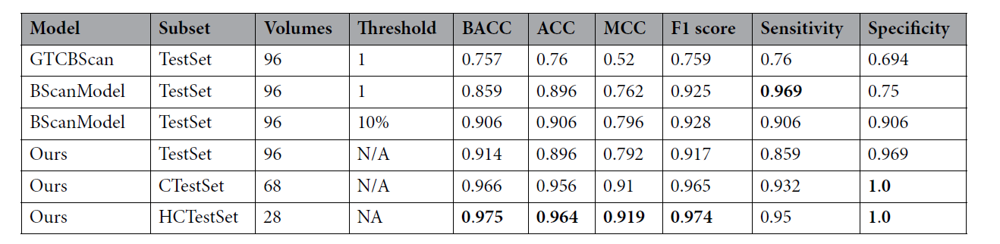 Model Subset Volumes Threshold BACC ACC MCC F1 score Sensitivity Specificity
GTCBScan TestSet 96 1 0.757 0.76 0.52 0.759 0.76 0.694
BScanModel TestSet 96 1 0.859 0.896 0.762 0.925 0.969 0.75
BScanModel TestSet 96 10% 0.906 0.906 0.796 0.928 0.906 0.906
Ours TestSet 96 N/A 0.914 0.896 0.792 0.917 0.859 0.969
Ours CTestSet 68 N/A 0.966 0.956 0.91 0.965 0.932 1.0
Ours HCTestSet 28 NA 0.975 0.964 0.919 0.974 0.95 1.0